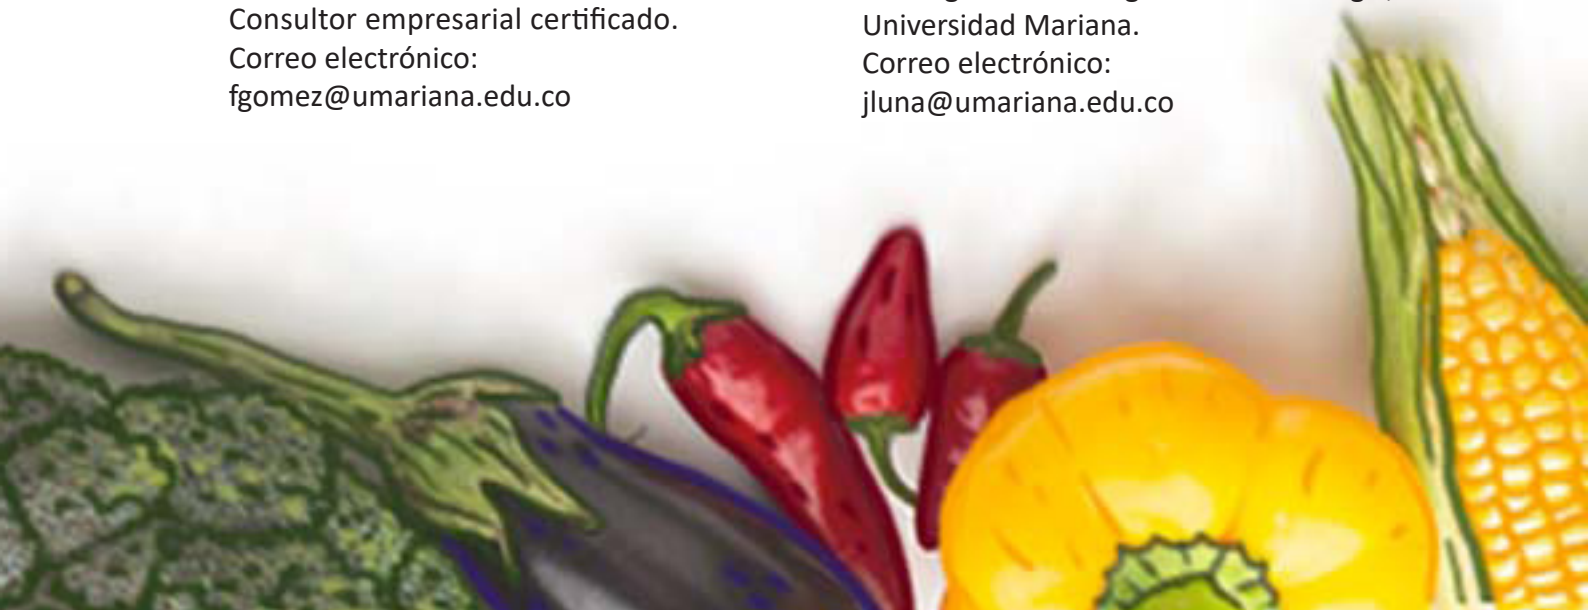 Consultor empresarial certificado.
Correo electrónico:
fgomez@umariana.edu.co
Universidad Mariana.
Correo electrónico:
jluna@umariana.edu.co